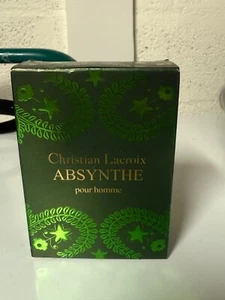 Christian Lacroix
ABSYNTHE
pour homme